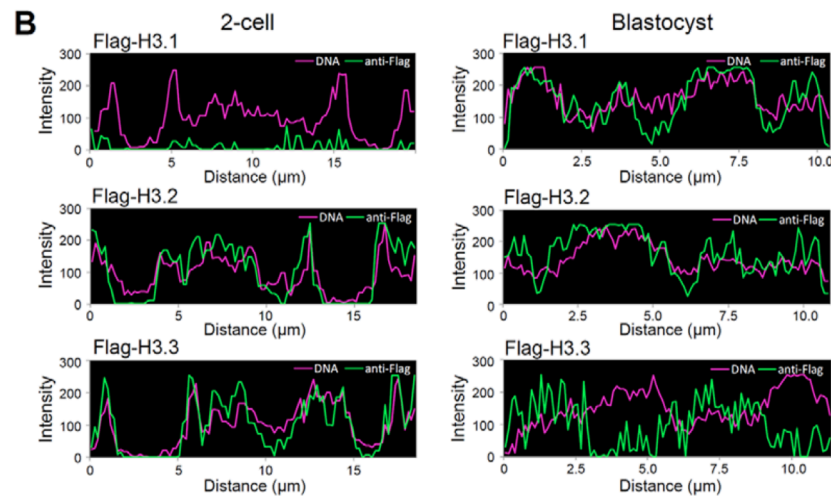 B
2-cell
Blastocyst
Flag-H3.1
DNA anti-Flag
Intensity
300
200
100
0
0 5 10 15
Distance (µm)
Flag-H3.1
DNA anti-Flag
Intensity
300
200
100
0
0 2.5 5.0 7.5 10.0
Distance (µm)
Flag-H3.2
DNA anti-Flag
Intensity
300
200
100
0
0 5 10 15
Distance (µm)
Flag-H3.2
DNA anti-Flag
Intensity
300
200
100
0
0 2.5 5.0 7.5 10.0
Distance (µm)
Flag-H3.3
DNA anti-Flag
Intensity
300
200
100
0
0 5 10 15
Distance (µm)
Flag-H3.3
DNA anti-Flag
Intensity
300
200
100
0
0 2.5 5.0 7.5 10.0
Distance (µm)